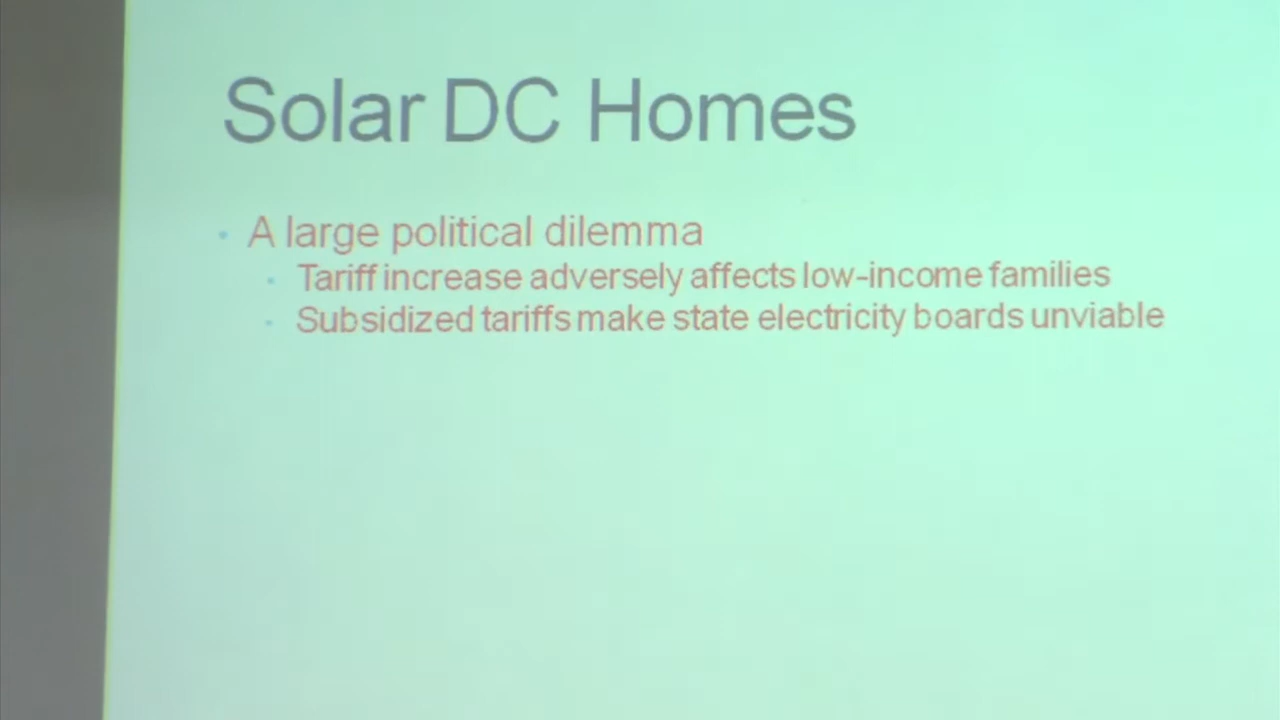 Solar DC Homes
• A large political dilemma
• Tariff increase adversely affects low-income families
• Subsidized tariffs make state electricity boards unviable